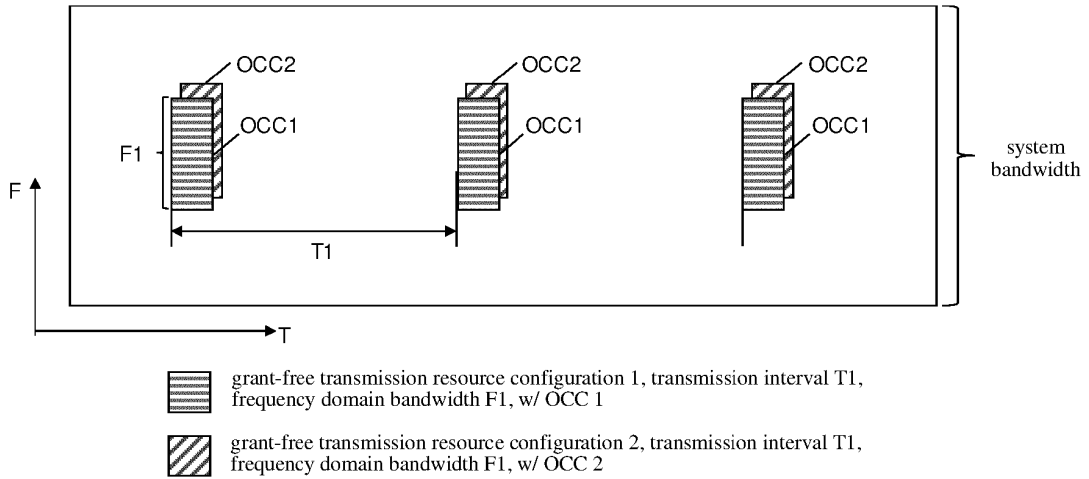 OCC2
OCC2
OCC2
OCC1
OCC1
OCC1
F1
system
bandwidth
F
T1
T
grant-free transmission resource configuration 1, transmission interval T1,
frequency domain bandwidth F1, w/ OCC 1
grant-free transmission resource configuration 2, transmission interval T1,
frequency domain bandwidth F1, w/ OCC 2